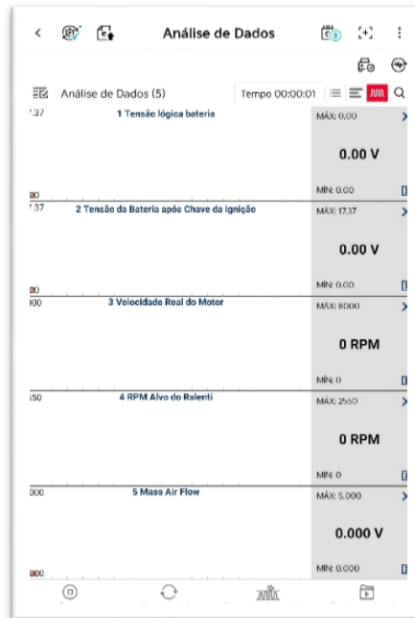 Análise de Dados
Análise de Dados (5)
Tempo 00:00:01
1 Tensão lógica bateria
MÁX: 0.00
0.00 V
MÍN: 0.00
2 Tensão da Bateria após Chave da Ignição
MÁX: 17.37
0.00 V
MÍN: 0.00
3 Velocidade Real do Motor
MÁX: 8000
0 RPM
MÍN: 0
4 RPM Alvo do Ralenti
MÁX: 2550
0 RPM
MÍN: 0
5 Mass Air Flow
MÁX: 5.000
0.000 V
MÍN: 0.000